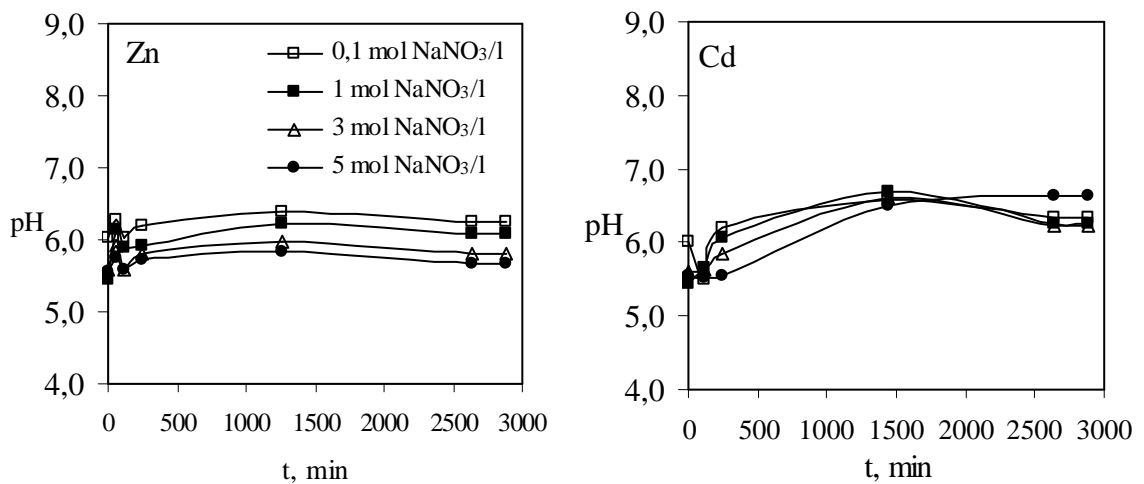 Zn
0,1 mol NaNO3/l
1 mol NaNO3/l
3 mol NaNO3/l
5 mol NaNO3/l
9,0
8,0
7,0
6,0
5,0
4,0
pH
0 500 1000 1500 2000 2500 3000
t, min
Cd
9,0
8,0
7,0
6,0
5,0
4,0
pH
0 500 1000 1500 2000 2500 3000
t, min